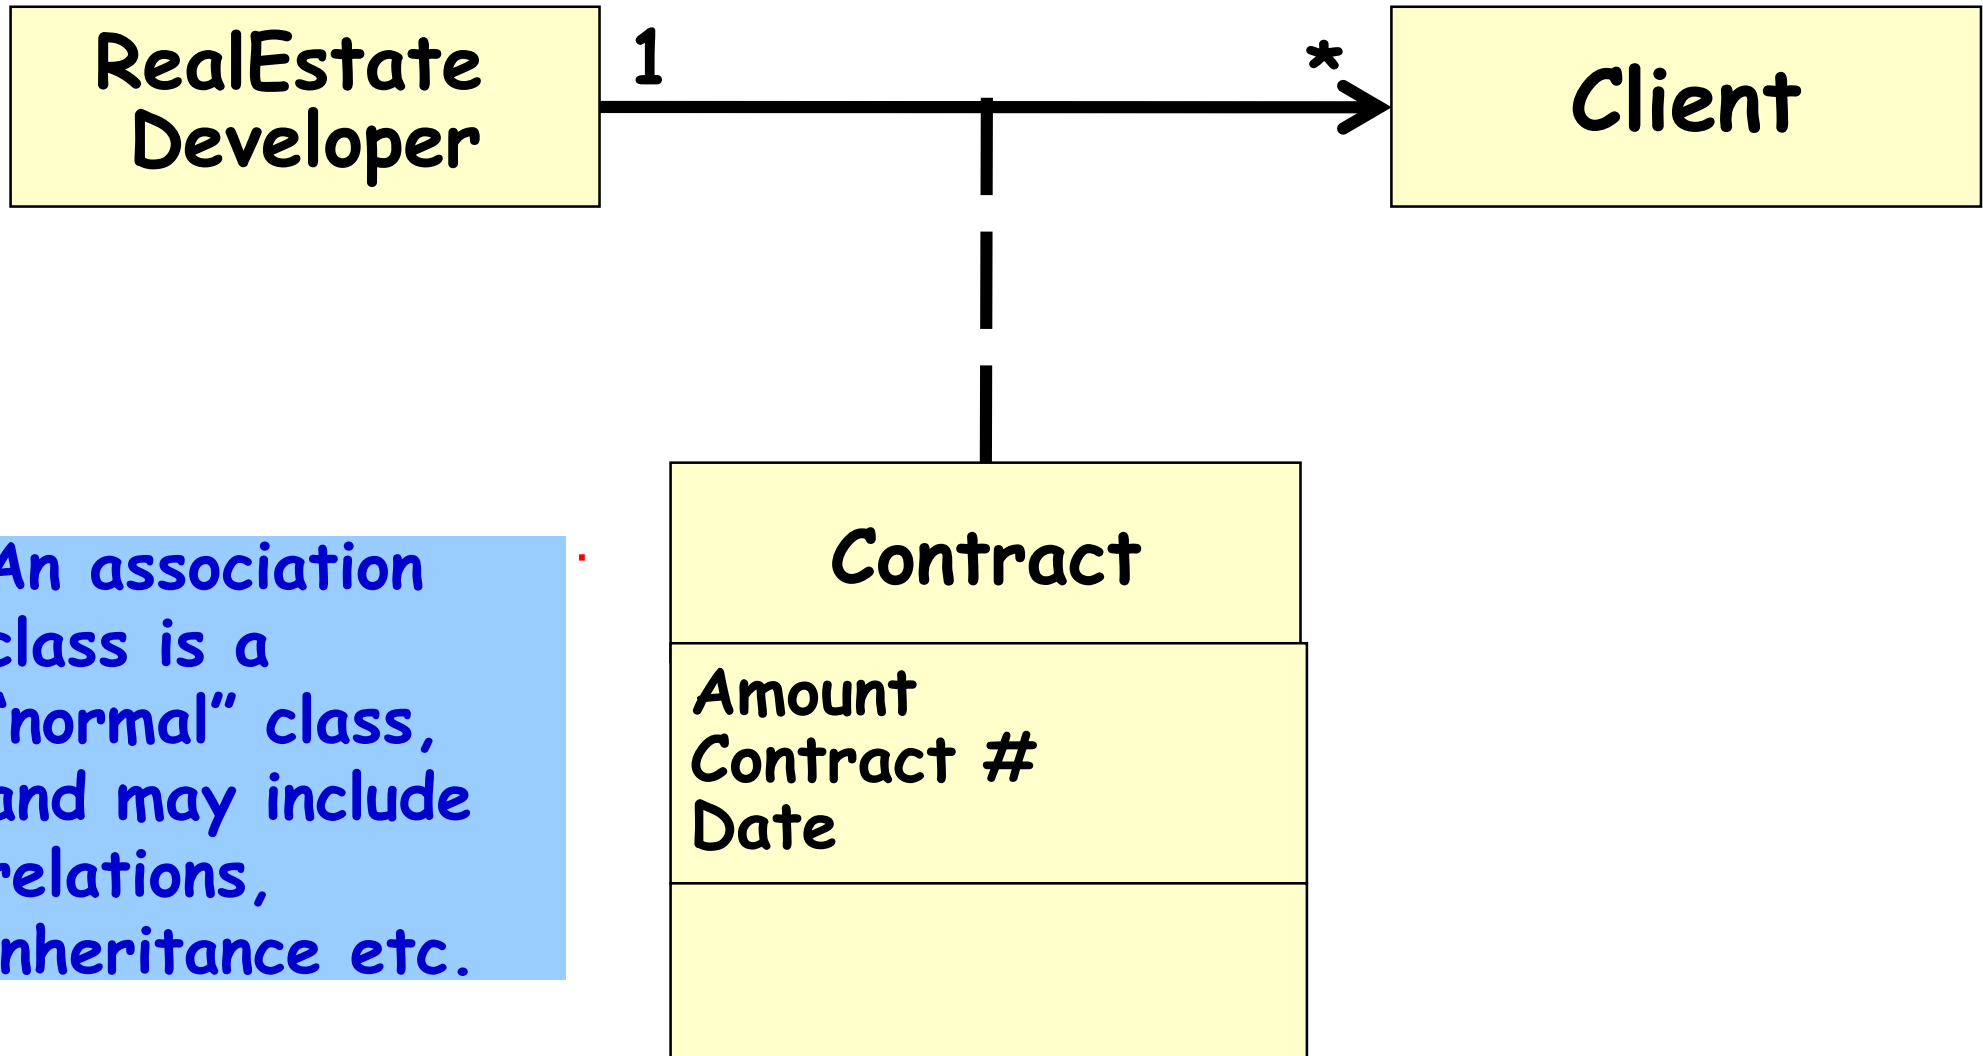 RealEstate
Developer
1
*
Client
Contract
Amount
Contract #
Date
An association
class is a
“normal” class,
and may include
relations,
inheritance etc.